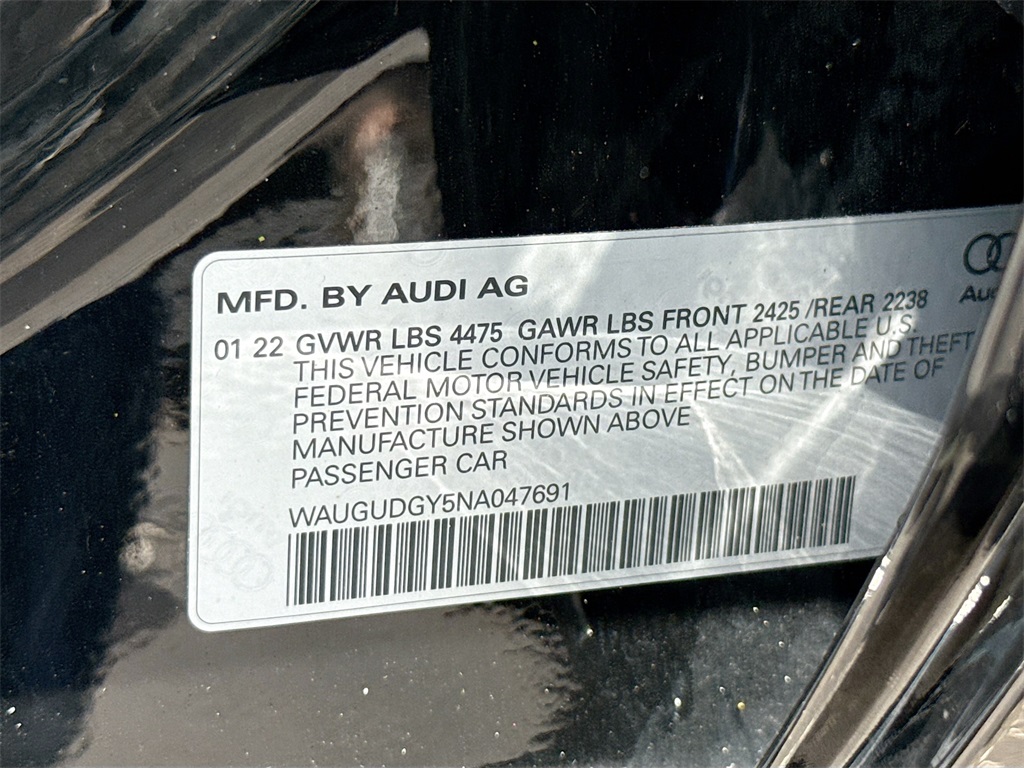 MFD. BY AUDI AG
01 22 GVWR LBS 4475 GAWR LBS FRONT 2425 /REAR 2238
THIS VEHICLE CONFORMS TO ALL APPLICABLE U.S.
FEDERAL MOTOR VEHICLE SAFETY, BUMPER AND THEFT
PREVENTION STANDARDS IN EFFECT ON THE DATE OF
MANUFACTURE SHOWN ABOVE
PASSENGER CAR
WAUGUDGY5NA047691